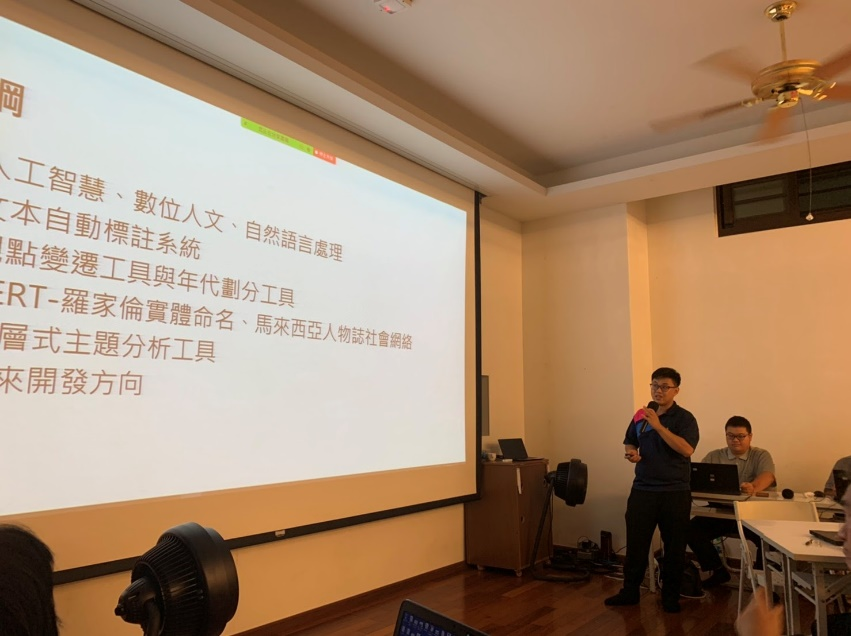 綱
人工智慧、數位人文、自然語言處理
文本自動標註系統
點變遷工具與年代劃分工具
ERT-羅家倫實體命名、馬來西亞人物誌社會網絡
層式主題分析工具
來開發方向